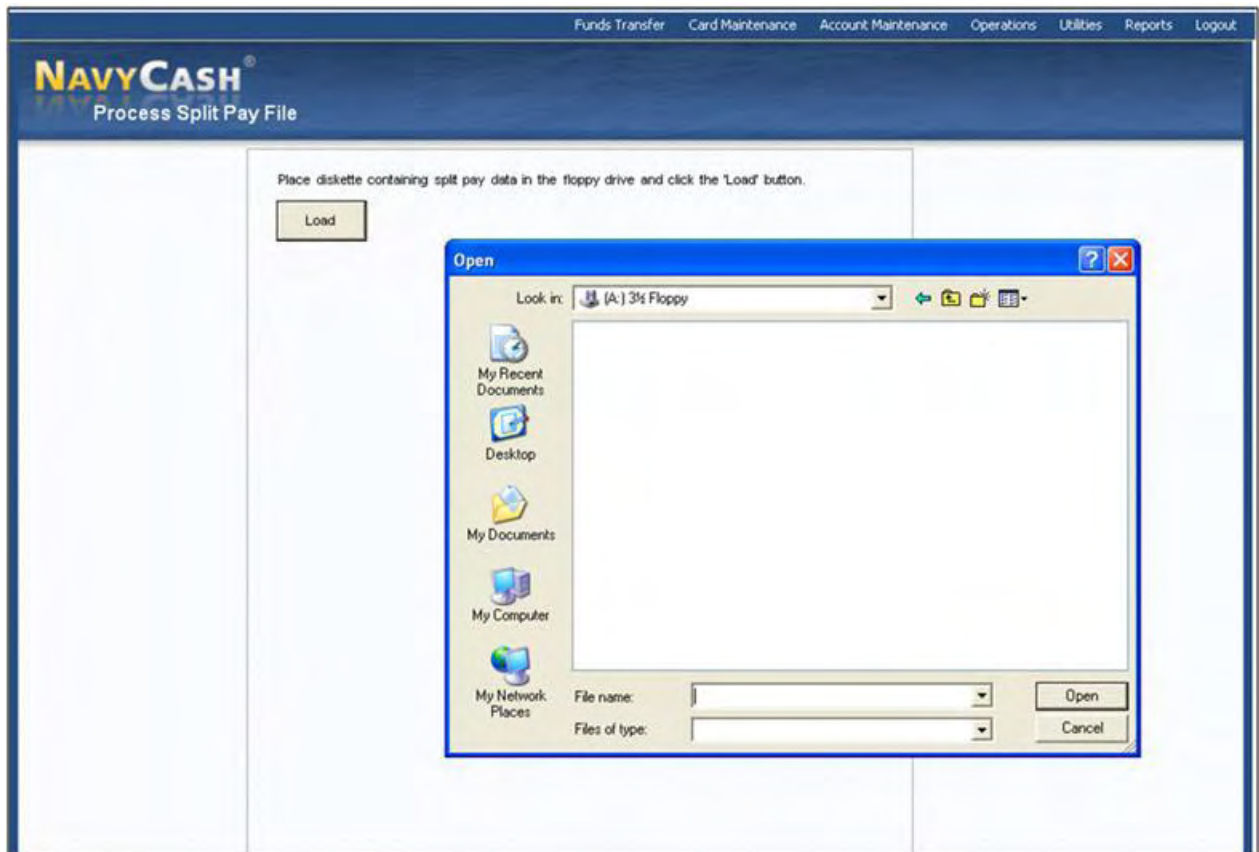 Funds Transfer Card Maintenance Account Maintenance Operations Utilities Reports Logout
NAVYCASH®
Process Split Pay File
Place diskette containing split pay data in the floppy drive and click the 'Load' button.
Load
Open
Look in: (A:) 3½ Floppy
My Recent
Documents
Desktop
My Documents
My Computer
My Network
Places
File name:
Open
Files of type:
Cancel